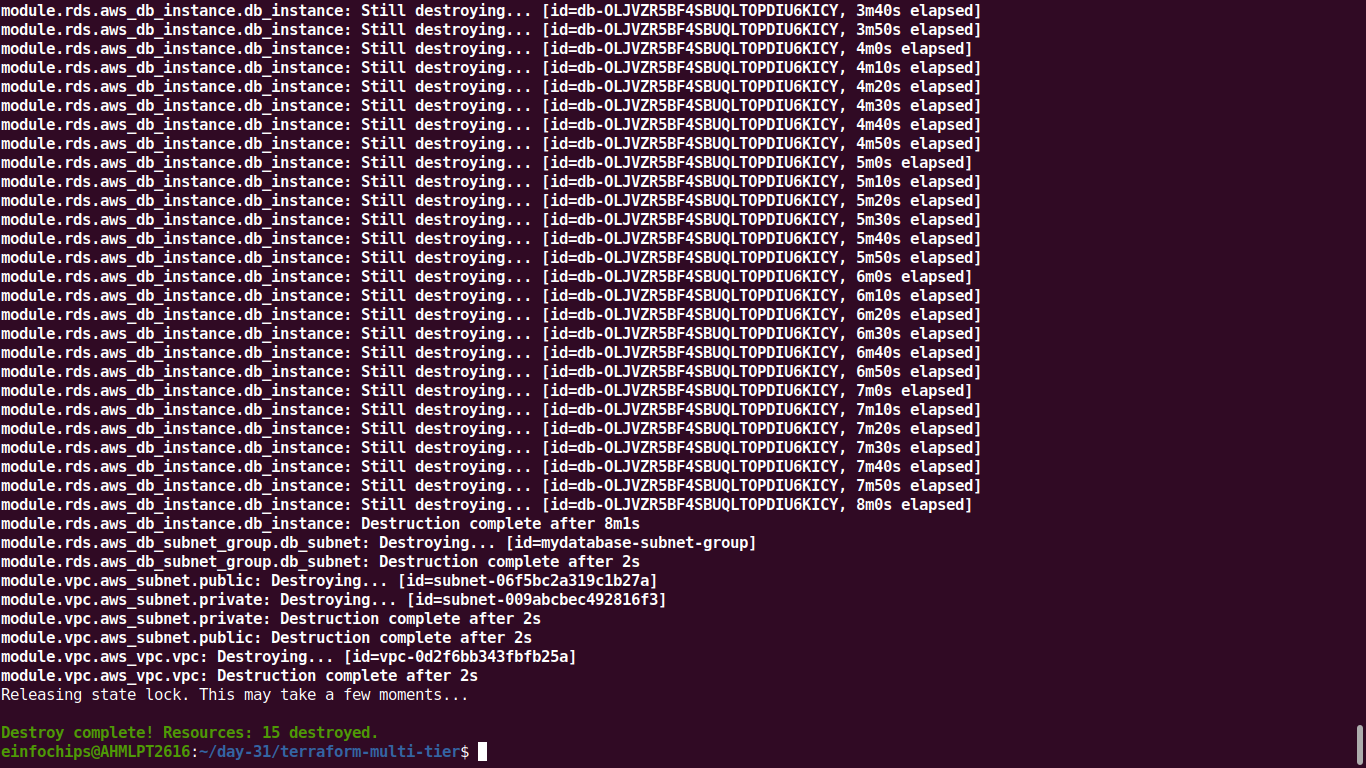 module.rds.aws_db_instance.db_instance: Still destroying... [id=db-OLJVZR5BF4SBUQLTOPDIU6KICY, 3m40s elapsed]
module.rds.aws_db_instance.db_instance: Still destroying... [id=db-OLJVZR5BF4SBUQLTOPDIU6KICY, 3m50s elapsed]
module.rds.aws_db_instance.db_instance: Still destroying... [id=db-OLJVZR5BF4SBUQLTOPDIU6KICY, 4m0s elapsed]
module.rds.aws_db_instance.db_instance: Still destroying... [id=db-OLJVZR5BF4SBUQLTOPDIU6KICY, 4m10s elapsed]
module.rds.aws_db_instance.db_instance: Still destroying... [id=db-OLJVZR5BF4SBUQLTOPDIU6KICY, 4m20s elapsed]
module.rds.aws_db_instance.db_instance: Still destroying... [id=db-OLJVZR5BF4SBUQLTOPDIU6KICY, 4m30s elapsed]
module.rds.aws_db_instance.db_instance: Still destroying... [id=db-OLJVZR5BF4SBUQLTOPDIU6KICY, 4m40s elapsed]
module.rds.aws_db_instance.db_instance: Still destroying... [id=db-OLJVZR5BF4SBUQLTOPDIU6KICY, 4m50s elapsed]
module.rds.aws_db_instance.db_instance: Still destroying... [id=db-OLJVZR5BF4SBUQLTOPDIU6KICY, 5m0s elapsed]
module.rds.aws_db_instance.db_instance: Still destroying... [id=db-OLJVZR5BF4SBUQLTOPDIU6KICY, 5m10s elapsed]
module.rds.aws_db_instance.db_instance: Still destroying... [id=db-OLJVZR5BF4SBUQLTOPDIU6KICY, 5m20s elapsed]
module.rds.aws_db_instance.db_instance: Still destroying... [id=db-OLJVZR5BF4SBUQLTOPDIU6KICY, 5m30s elapsed]
module.rds.aws_db_instance.db_instance: Still destroying... [id=db-OLJVZR5BF4SBUQLTOPDIU6KICY, 5m40s elapsed]
module.rds.aws_db_instance.db_instance: Still destroying... [id=db-OLJVZR5BF4SBUQLTOPDIU6KICY, 5m50s elapsed]
module.rds.aws_db_instance.db_instance: Still destroying... [id=db-OLJVZR5BF4SBUQLTOPDIU6KICY, 6m0s elapsed]
module.rds.aws_db_instance.db_instance: Still destroying... [id=db-OLJVZR5BF4SBUQLTOPDIU6KICY, 6m10s elapsed]
module.rds.aws_db_instance.db_instance: Still destroying... [id=db-OLJVZR5BF4SBUQLTOPDIU6KICY, 6m20s elapsed]
module.rds.aws_db_instance.db_instance: Still destroying... [id=db-OLJVZR5BF4SBUQLTOPDIU6KICY, 6m30s elapsed]
module.rds.aws_db_instance.db_instance: Still destroying... [id=db-OLJVZR5BF4SBUQLTOPDIU6KICY, 6m40s elapsed]
module.rds.aws_db_instance.db_instance: Still destroying... [id=db-OLJVZR5BF4SBUQLTOPDIU6KICY, 6m50s elapsed]
module.rds.aws_db_instance.db_instance: Still destroying... [id=db-OLJVZR5BF4SBUQLTOPDIU6KICY, 7m0s elapsed]
module.rds.aws_db_instance.db_instance: Still destroying... [id=db-OLJVZR5BF4SBUQLTOPDIU6KICY, 7m10s elapsed]
module.rds.aws_db_instance.db_instance: Still destroying... [id=db-OLJVZR5BF4SBUQLTOPDIU6KICY, 7m20s elapsed]
module.rds.aws_db_instance.db_instance: Still destroying... [id=db-OLJVZR5BF4SBUQLTOPDIU6KICY, 7m30s elapsed]
module.rds.aws_db_instance.db_instance: Still destroying... [id=db-OLJVZR5BF4SBUQLTOPDIU6KICY, 7m40s elapsed]
module.rds.aws_db_instance.db_instance: Still destroying... [id=db-OLJVZR5BF4SBUQLTOPDIU6KICY, 7m50s elapsed]
module.rds.aws_db_instance.db_instance: Still destroying... [id=db-OLJVZR5BF4SBUQLTOPDIU6KICY, 8m0s elapsed]
module.rds.aws_db_instance.db_instance: Destruction complete after 8m1s
module.rds.aws_db_subnet_group.db_subnet: Destroying... [id=mydatabase-subnet-group]
module.rds.aws_db_subnet_group.db_subnet: Destruction complete after 2s
module.vpc.aws_subnet.public: Destroying... [id=subnet-06f5bc2a319c1b27a]
module.vpc.aws_subnet.private: Destroying... [id=subnet-009abcbec492816f3]
module.vpc.aws_subnet.private: Destruction complete after 2s
module.vpc.aws_subnet.public: Destruction complete after 2s
module.vpc.aws_vpc.vpc: Destroying... [id=vpc-0d2f6bb343fbfb25a]
module.vpc.aws_vpc.vpc: Destruction complete after 2s
Releasing state lock. This may take a few moments...
Destroy complete! Resources: 15 destroyed.
einfochips@AHMLPT2616:~/day-31/terraform-multi-tier$